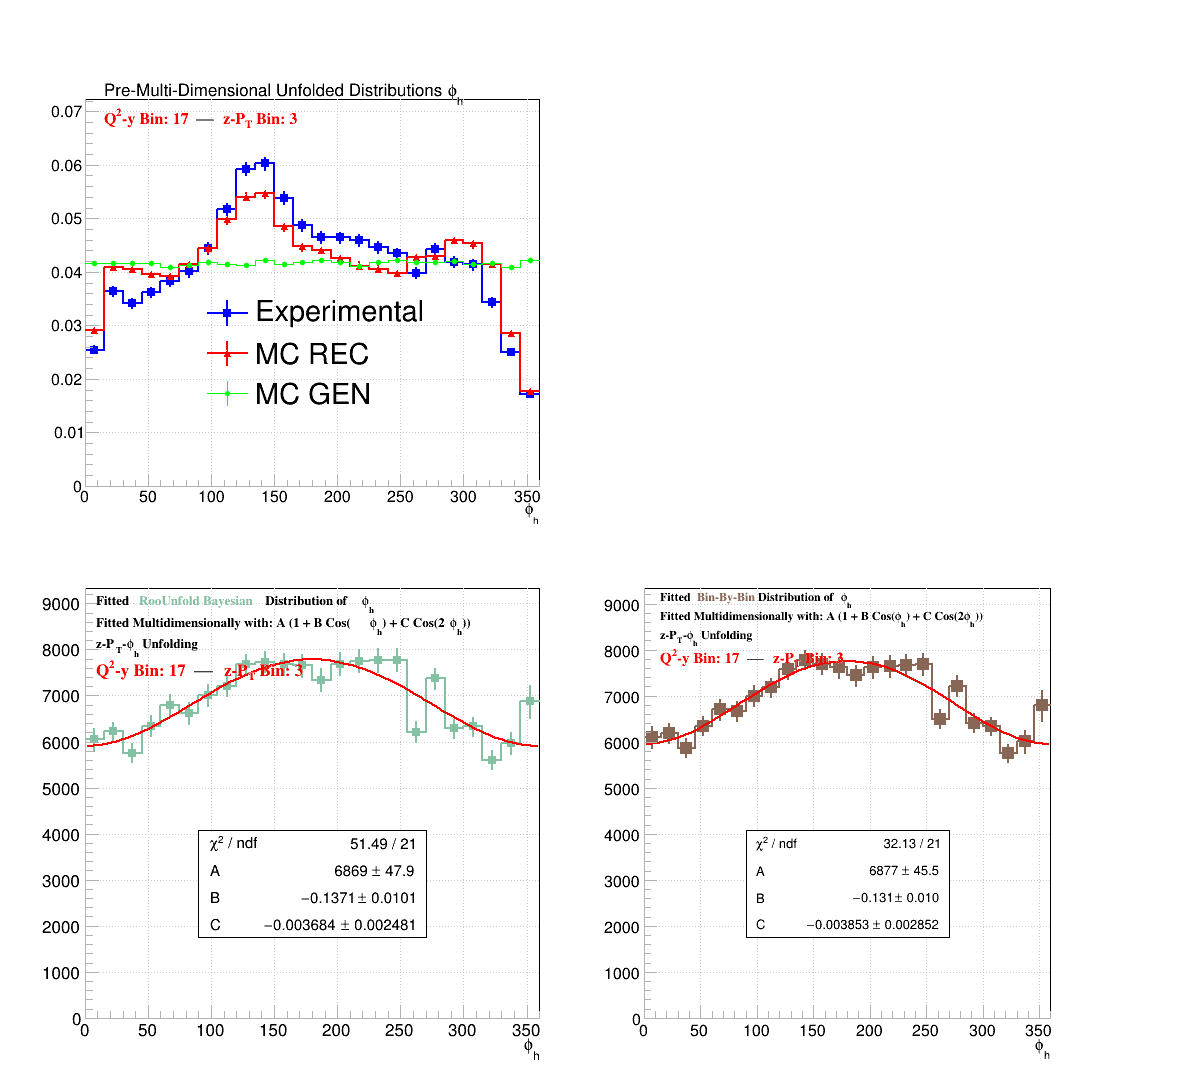 Pre-Multi-Dimensional Unfolded Distributions ϕh
Q2-y Bin: 17 — z-PT Bin: 3
0.07
0.06
0.05
0.04
0.03
0.02
0.01
0
Experimental
MC REC
MC GEN
0 50 100 150 200 250 300 350
ϕh
Fitted RooUnfold Bayesian Distribution of ϕh
Fitted Multidimensionally with: A (1 + B Cos( ϕh) + C Cos(2 ϕh))
z-PT-ϕh Unfolding
Q2-y Bin: 17 — z-PT Bin: 3
9000
8000
7000
6000
5000
4000
3000
2000
1000
0
χ2 / ndf 51.49 / 21
A 6869 ± 47.9
B −0.1371 ± 0.0101
C −0.003684 ± 0.002481
0 50 100 150 200 250 300 350
ϕh
Fitted Bin-By-Bin Distribution of ϕh
Fitted Multidimensionally with: A (1 + B Cos(ϕh) + C Cos(2ϕh))
z-PT-ϕh Unfolding
Q2-y Bin: 17 — z-PT Bin: 3
9000
8000
7000
6000
5000
4000
3000
2000
1000
0
χ2 / ndf 32.13 / 21
A 6877 ± 45.5
B −0.131 ± 0.010
C −0.003853 ± 0.002852
0 50 100 150 200 250 300 350
ϕh